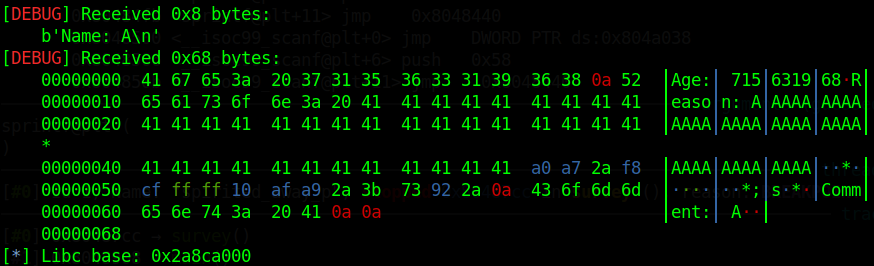 [DEBUG] Received 0x8 bytes:
    b'Name: A\n'
[DEBUG] Received 0x68 bytes:
    00000000  41 67 65 3a  20 37 31 35  36 33 31 39  36 38 0a 52  │Age:│ 715│6319│68·R│
    00000010  65 61 73 6f  6e 3a 20 41  41 41 41 41  41 41 41 41  │easo│n: A│AAAA│AAAA│
    00000020  41 41 41 41  41 41 41 41  41 41 41 41  41 41 41 41  │AAAA│AAAA│AAAA│AAAA│
    *
    00000040  41 41 41 41  41 41 41 41  41 41 41 41  a0 a7 2a f8  │AAAA│AAAA│AAAA│··*·│
    00000050  cf ff ff 10  af a9 2a 3b  73 92 2a 0a  43 6f 6d 6d  │····│··*;│s·*·│Comm│
    00000060  65 6e 74 3a  20 41 0a 0a                            │ent:│ A··│
    00000068
[*] Libc base: 0x2a8ca000